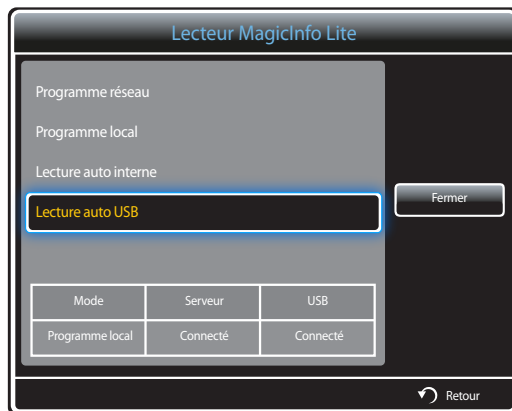 Lecteur MagicInfo Lite
Programme réseau
Programme local
Lecture auto interne
Lecture auto USB
Fermer
Mode Serveur USB
Programme local Connecté Connecté
Retour